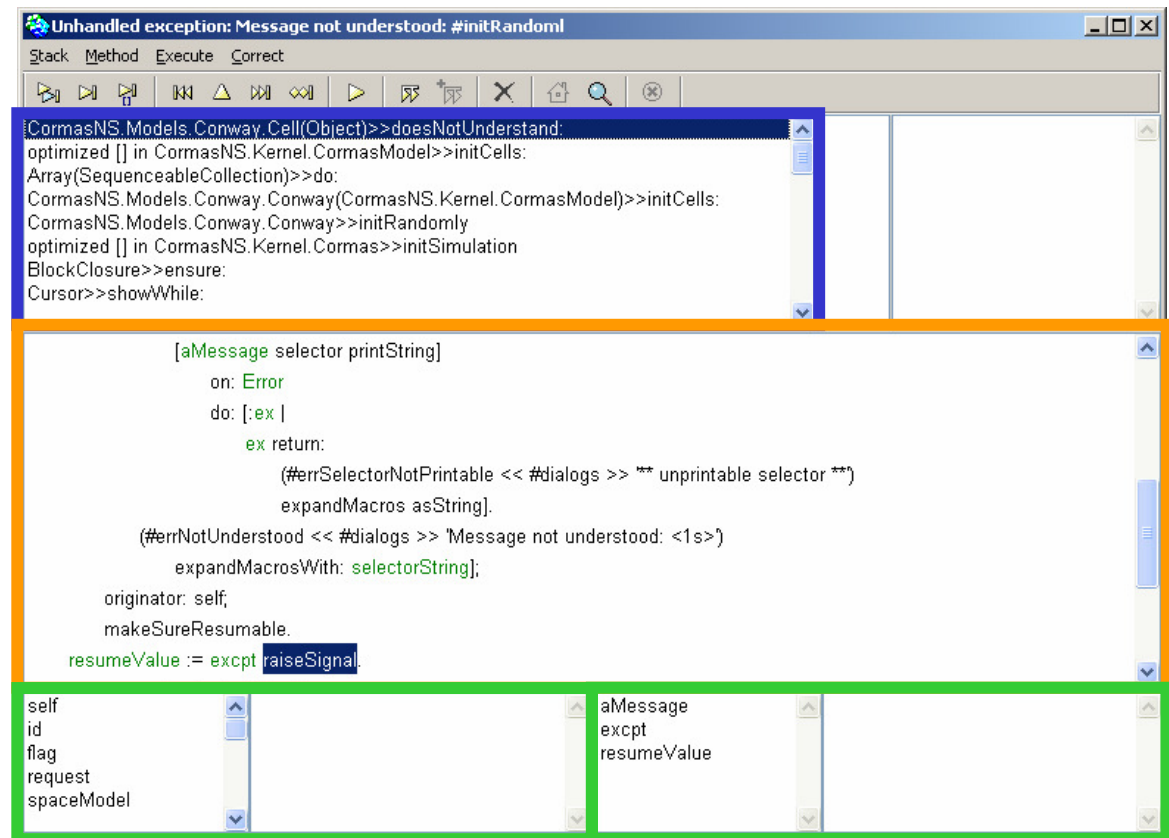 Unhandled exception: Message not understood: #initRandoml
Stack Method Execute Correct
CormasNS.Models.Conway.Cell(Object)>>doesNotUnderstand:
optimized [] in CormasNS.Kernel.CormasModel>>initCells:
Array(SequenceableCollection)>>do:
CormasNS.Models.Conway.Conway(CormasNS.Kernel.CormasModel)>>initCells:
CormasNS.Models.Conway.Conway>>initRandomly
optimized [] in CormasNS.Kernel.Cormas>>initSimulation
BlockClosure>>ensure:
Cursor>>showWhile:
[aMessage selector printString]
on: Error
do: [:ex |
ex return:
(#errSelectorNotPrintable << #dialogs >> '** unprintable selector **')
expandMacros asString].
(#errNotUnderstood << #dialogs >> 'Message not understood: <1s>')
expandMacrosWith: selectorString];
originator: self;
makeSureResumable.
resumeValue := excpt raiseSignal.
self
id
flag
request
spaceModel
aMessage
excpt
resumeValue